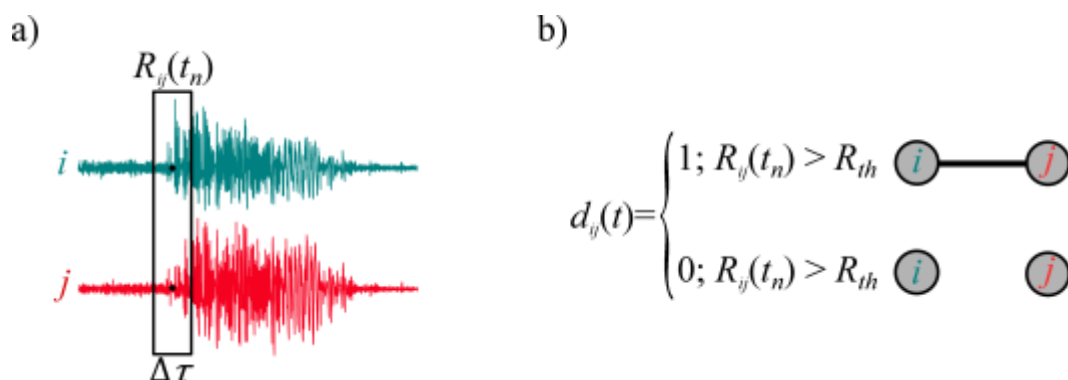 a)
R_ij(t_n)
i
j
Δτ
b)
d_ij(t)=
1; R_ij(t_n) > R_th
i j
0; R_ij(t_n) > R_th
i j